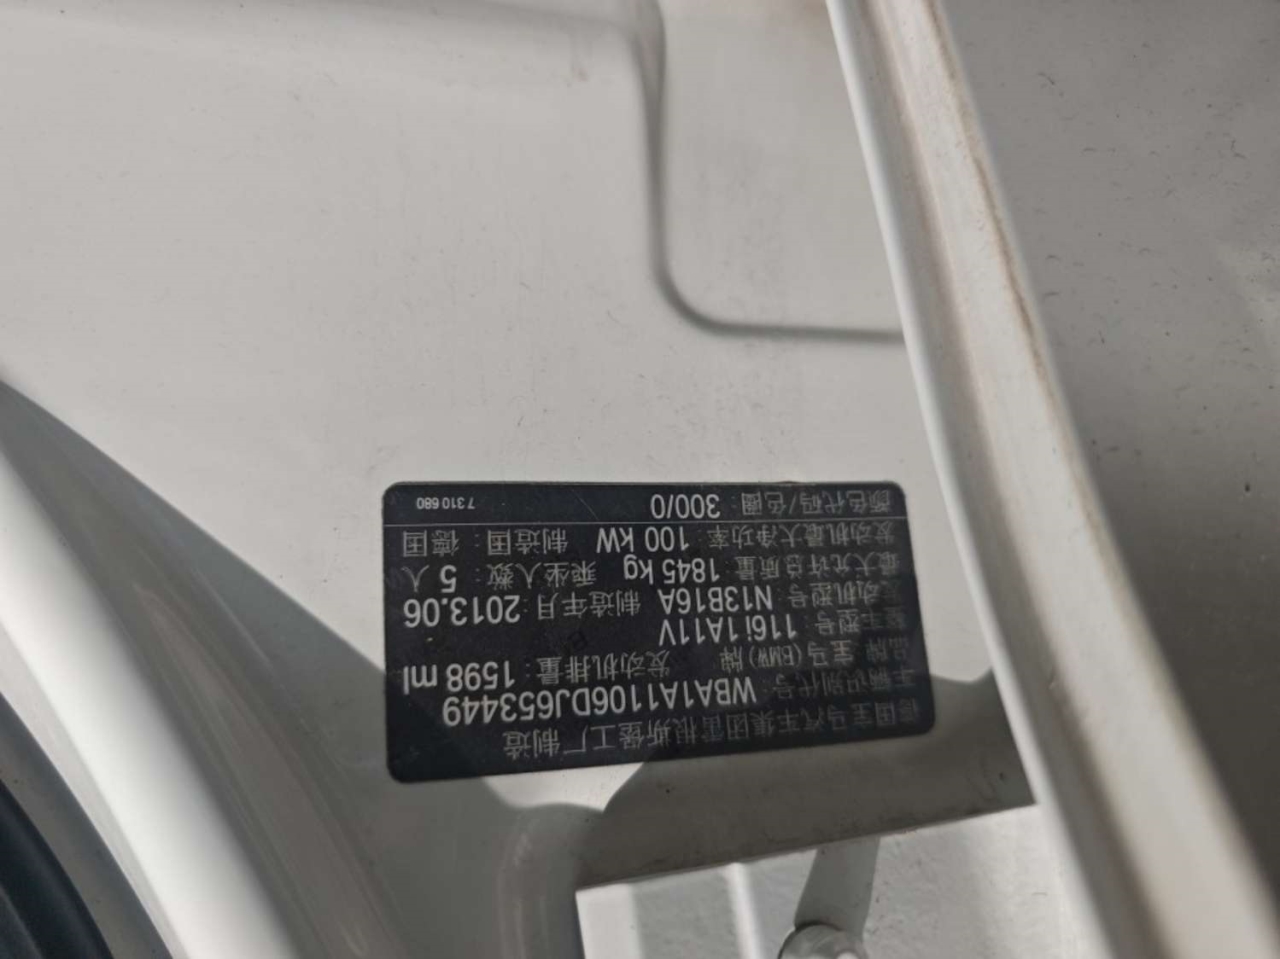 德国宝马汽车集团雷根斯堡工厂制造
车辆识别代号: WBA1A1106DJ653449
品牌: 宝马(BMW)牌 发动机排量: 1598 ml
整车型号: 116i 1A11V
发动机型号: N13B16A 制造年月: 2013.06
最大允许总质量: 1845 kg 乘坐人数: 5 人
发动机最大净功率: 100 kW 制造国: 德国
颜色代码/色圈: 300/0 7 310 680